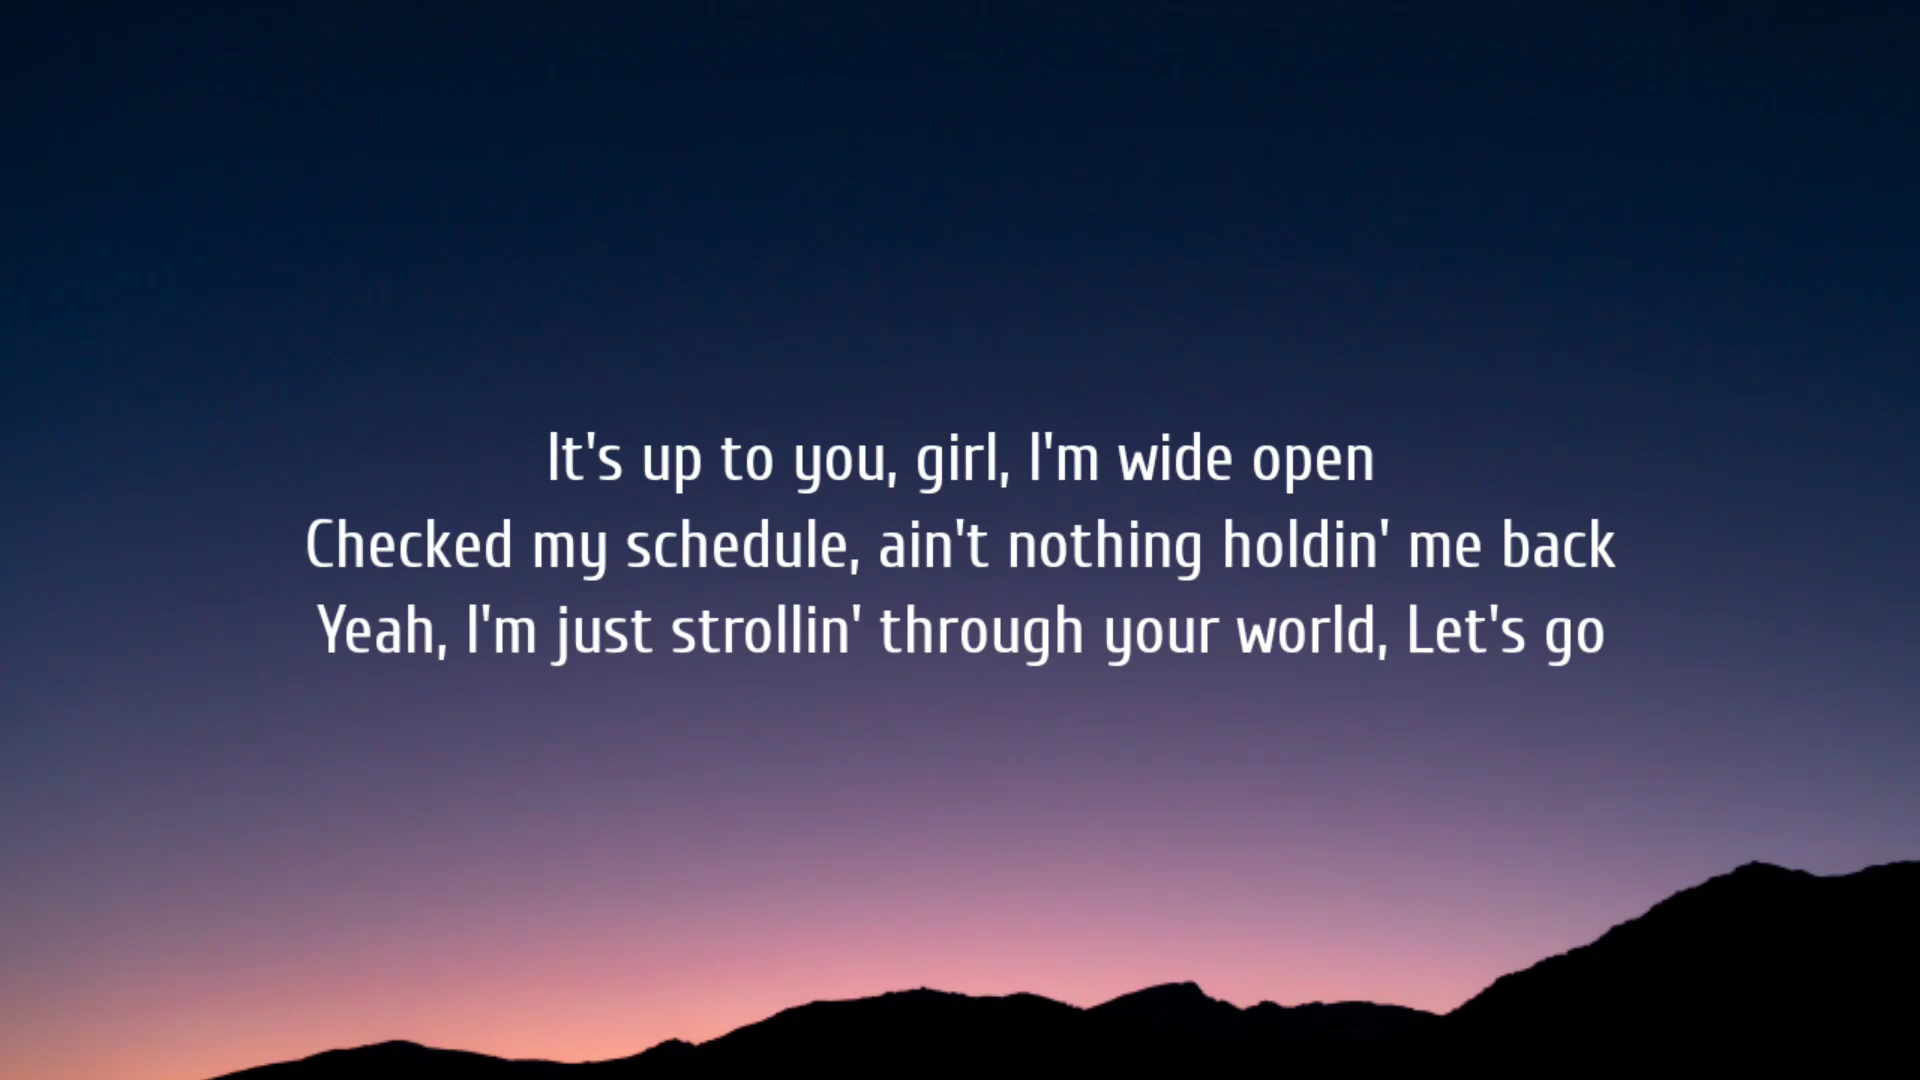 It's up to you, girl, I'm wide open
Checked my schedule, ain't nothing holdin' me back
Yeah, I'm just strollin' through your world, Let's go